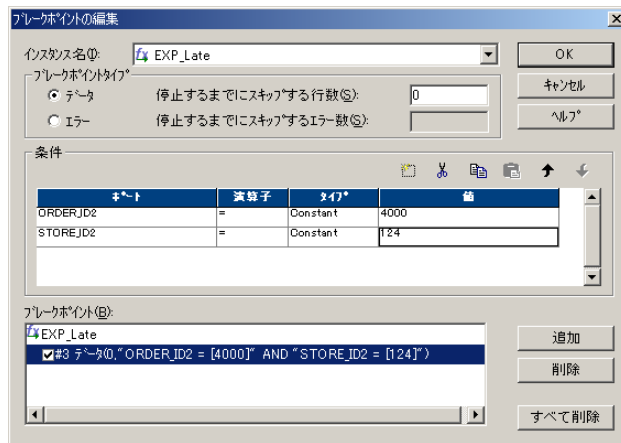 ブレークポイントの編集
インスタンス名(I): fx EXP_Late
ブレークポイントタイプ
データ 停止するまでにスキップする行数(S): 0
エラー 停止するまでにスキップするエラー数(S):
OK
キャンセル
ヘルプ
条件
ポート 演算子 タイプ 値
ORDER_ID2 = Constant 4000
STORE_ID2 = Constant 124
ブレークポイント(B):
fx EXP_Late
#3 データ(0,"ORDER_ID2 = [4000]" AND "STORE_ID2 = [124]")
追加
削除
すべて削除